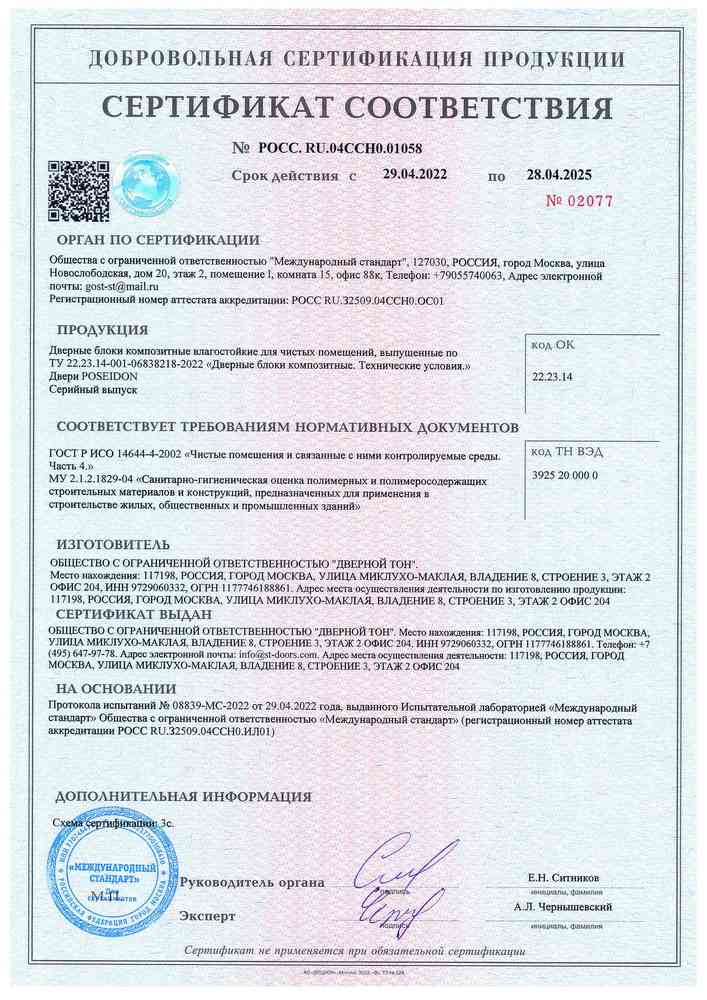 ДОБРОВОЛЬНАЯ СЕРТИФИКАЦИЯ ПРОДУКЦИИ
СЕРТИФИКАТ СООТВЕТСТВИЯ
№ РОСС. RU.04ССН0.01058
Срок действия с 29.04.2022 по 28.04.2025
№ 02077
ОРГАН ПО СЕРТИФИКАЦИИ
Общества с ограниченной ответственностью "Международный стандарт", 127030, РОССИЯ, город Москва, улица
Новослободская, дом 20, этаж 2, помещение I, комната 15, офис 88к, Телефон: +79055740063, Адрес электронной
почты: gost-st@mail.ru
Регистрационный номер аттестата аккредитации: РОСС RU.32509.04ССН0.ОС01
ПРОДУКЦИЯ
Дверные блоки композитные влагостойкие для чистых помещений, выпущенные по
ТУ 22.23.14-001-06838218-2022 «Дверные блоки композитные. Технические условия.»
Двери POSEIDON
Серийный выпуск
код ОК
22.23.14
СООТВЕТСТВУЕТ ТРЕБОВАНИЯМ НОРМАТИВНЫХ ДОКУМЕНТОВ
ГОСТ Р ИСО 14644-4-2002 «Чистые помещения и связанные с ними контролируемые среды.
Часть 4.»
МУ 2.1.2.1829-04 «Санитарно-гигиеническая оценка полимерных и полимеросодержащих
строительных материалов и конструкций, предназначенных для применения в
строительстве жилых, общественных и промышленных зданий»
код ТН ВЭД
3925 20 000 0
ИЗГОТОВИТЕЛЬ
ОБЩЕСТВО С ОГРАНИЧЕННОЙ ОТВЕТСТВЕННОСТЬЮ "ДВЕРНОЙ ТОН".
Место нахождения: 117198, РОССИЯ, ГОРОД МОСКВА, УЛИЦА МИКЛУХО-МАКЛАЯ, ВЛАДЕНИЕ 8, СТРОЕНИЕ 3, ЭТАЖ 2
ОФИС 204, ИНН 9729060332, ОГРН 1177746188861. Адрес места осуществления деятельности по изготовлению продукции:
117198, РОССИЯ, ГОРОД МОСКВА, УЛИЦА МИКЛУХО-МАКЛАЯ, ВЛАДЕНИЕ 8, СТРОЕНИЕ 3, ЭТАЖ 2 ОФИС 204
СЕРТИФИКАТ ВЫДАН
ОБЩЕСТВО С ОГРАНИЧЕННОЙ ОТВЕТСТВЕННОСТЬЮ "ДВЕРНОЙ ТОН". Место нахождения: 117198, РОССИЯ, ГОРОД МОСКВА,
УЛИЦА МИКЛУХО-МАКЛАЯ, ВЛАДЕНИЕ 8, СТРОЕНИЕ 3, ЭТАЖ 2 ОФИС 204, ИНН 9729060332, ОГРН 1177746188861. Телефон: +7
(495) 647-97-78. Адрес электронной почты: info@st-doors.com. Адрес места осуществления деятельности: 117198, РОССИЯ, ГОРОД
МОСКВА, УЛИЦА МИКЛУХО-МАКЛАЯ, ВЛАДЕНИЕ 8, СТРОЕНИЕ 3, ЭТАЖ 2 ОФИС 204
НА ОСНОВАНИИ
Протокола испытаний № 08839-МС-2022 от 29.04.2022 года, выданного Испытательной лабораторией «Международный
стандарт» Общества с ограниченной ответственностью «Международный стандарт» (регистрационный номер аттестата
аккредитации РОСС RU.32509.04ССН0.ИЛ01)
ДОПОЛНИТЕЛЬНАЯ ИНФОРМАЦИЯ
Схема сертификации: 3с.
«МЕЖДУНАРОДНЫЙ
СТАНДАРТ»
Для
сертификатов
М.П.
РОССИЙСКАЯ ФЕДЕРАЦИЯ ГОРОД МОСКВА
Руководитель органа
подпись
Е.Н. Ситников
инициалы, фамилия
Эксперт
подпись
А.Л. Чернышевский
инициалы, фамилия
Сертификат не применяется при обязательной сертификации